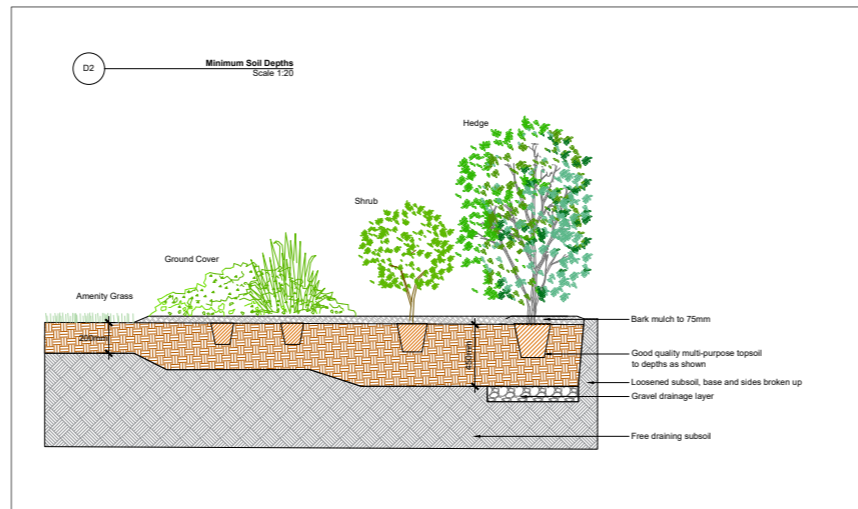 D2
Minimum Soil Depths
Scale 1:20
Hedge
Shrub
Ground Cover
Amenity Grass
200mm
450mm
Bark mulch to 75mm
Good quality multi-purpose topsoil
to depths as shown
Loosened subsoil, base and sides broken up
Gravel drainage layer
Free draining subsoil